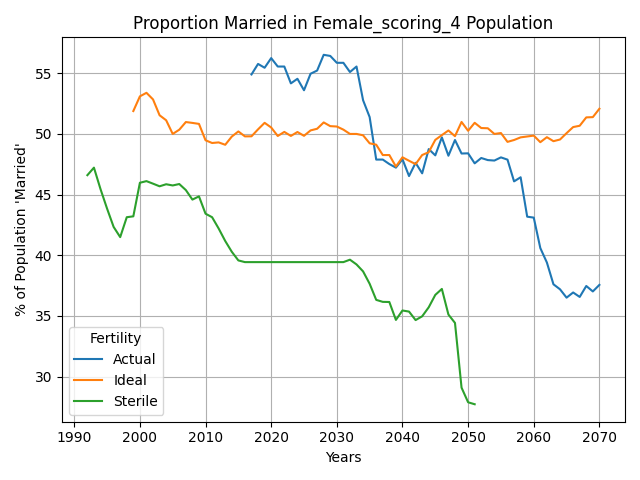 Proportion Married in Female_scoring_4 Population
% of Population 'Married'
55
50
45
40
35
30
Fertility
Actual
Ideal
Sterile
1990 2000 2010 2020 2030 2040 2050 2060 2070
Years